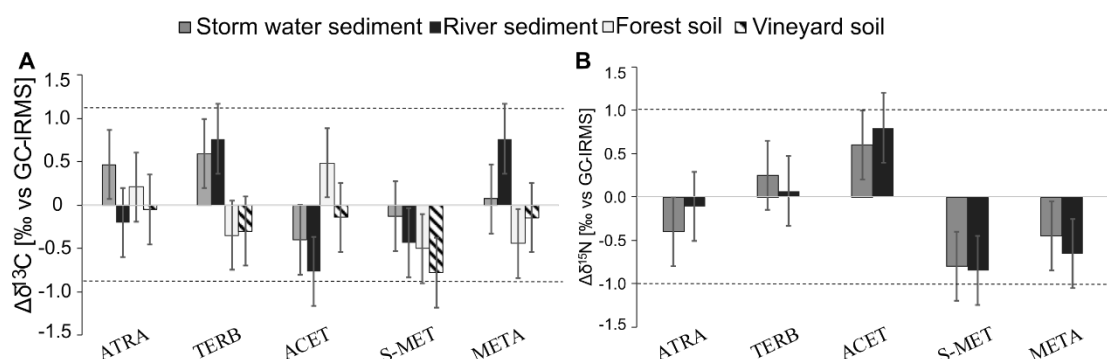 Storm water sediment River sediment Forest soil Vineyard soil
A
Δδ¹³C [‰ vs GC-IRMS]
1.5
1.0
0.5
0
-0.5
-1.0
-1.5
ATRA TERB ACET S-MET META
B
Δδ¹⁵N [‰ vs GC-IRMS]
1.5
1.0
0.5
0.0
-0.5
-1.0
-1.5
ATRA TERB ACET S-MET META